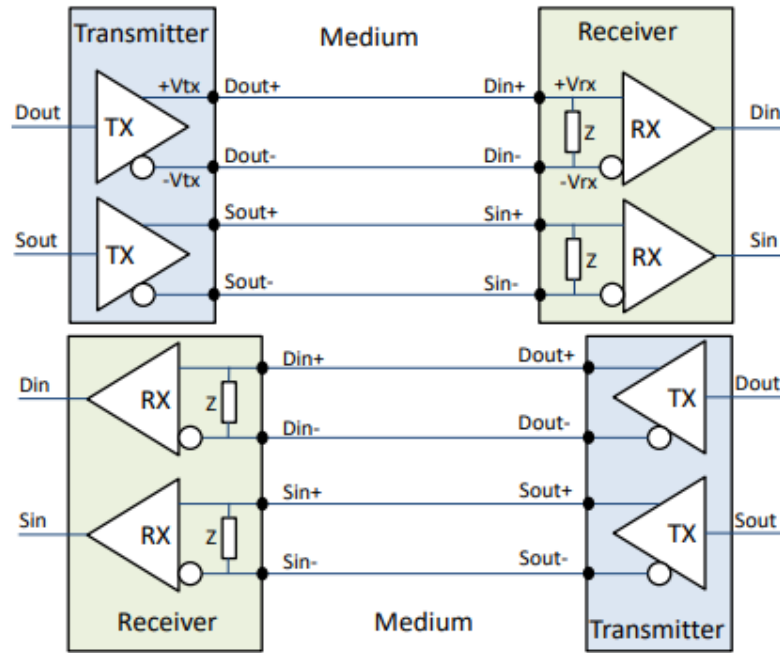 Transmitter
Medium
Receiver
+Vtx
Dout+
Din+
+Vrx
Dout
TX
Z
RX
Din
-Vtx
Dout-
Din-
-Vrx
Sout+
Sin+
Sout
TX
Z
RX
Sin
Sout-
Sin-
Din+
Dout+
Din
RX
Z
TX
Dout
Din-
Dout-
Sin+
Sout+
Sin
RX
Z
TX
Sout
Sin-
Sout-
Receiver
Medium
Transmitter